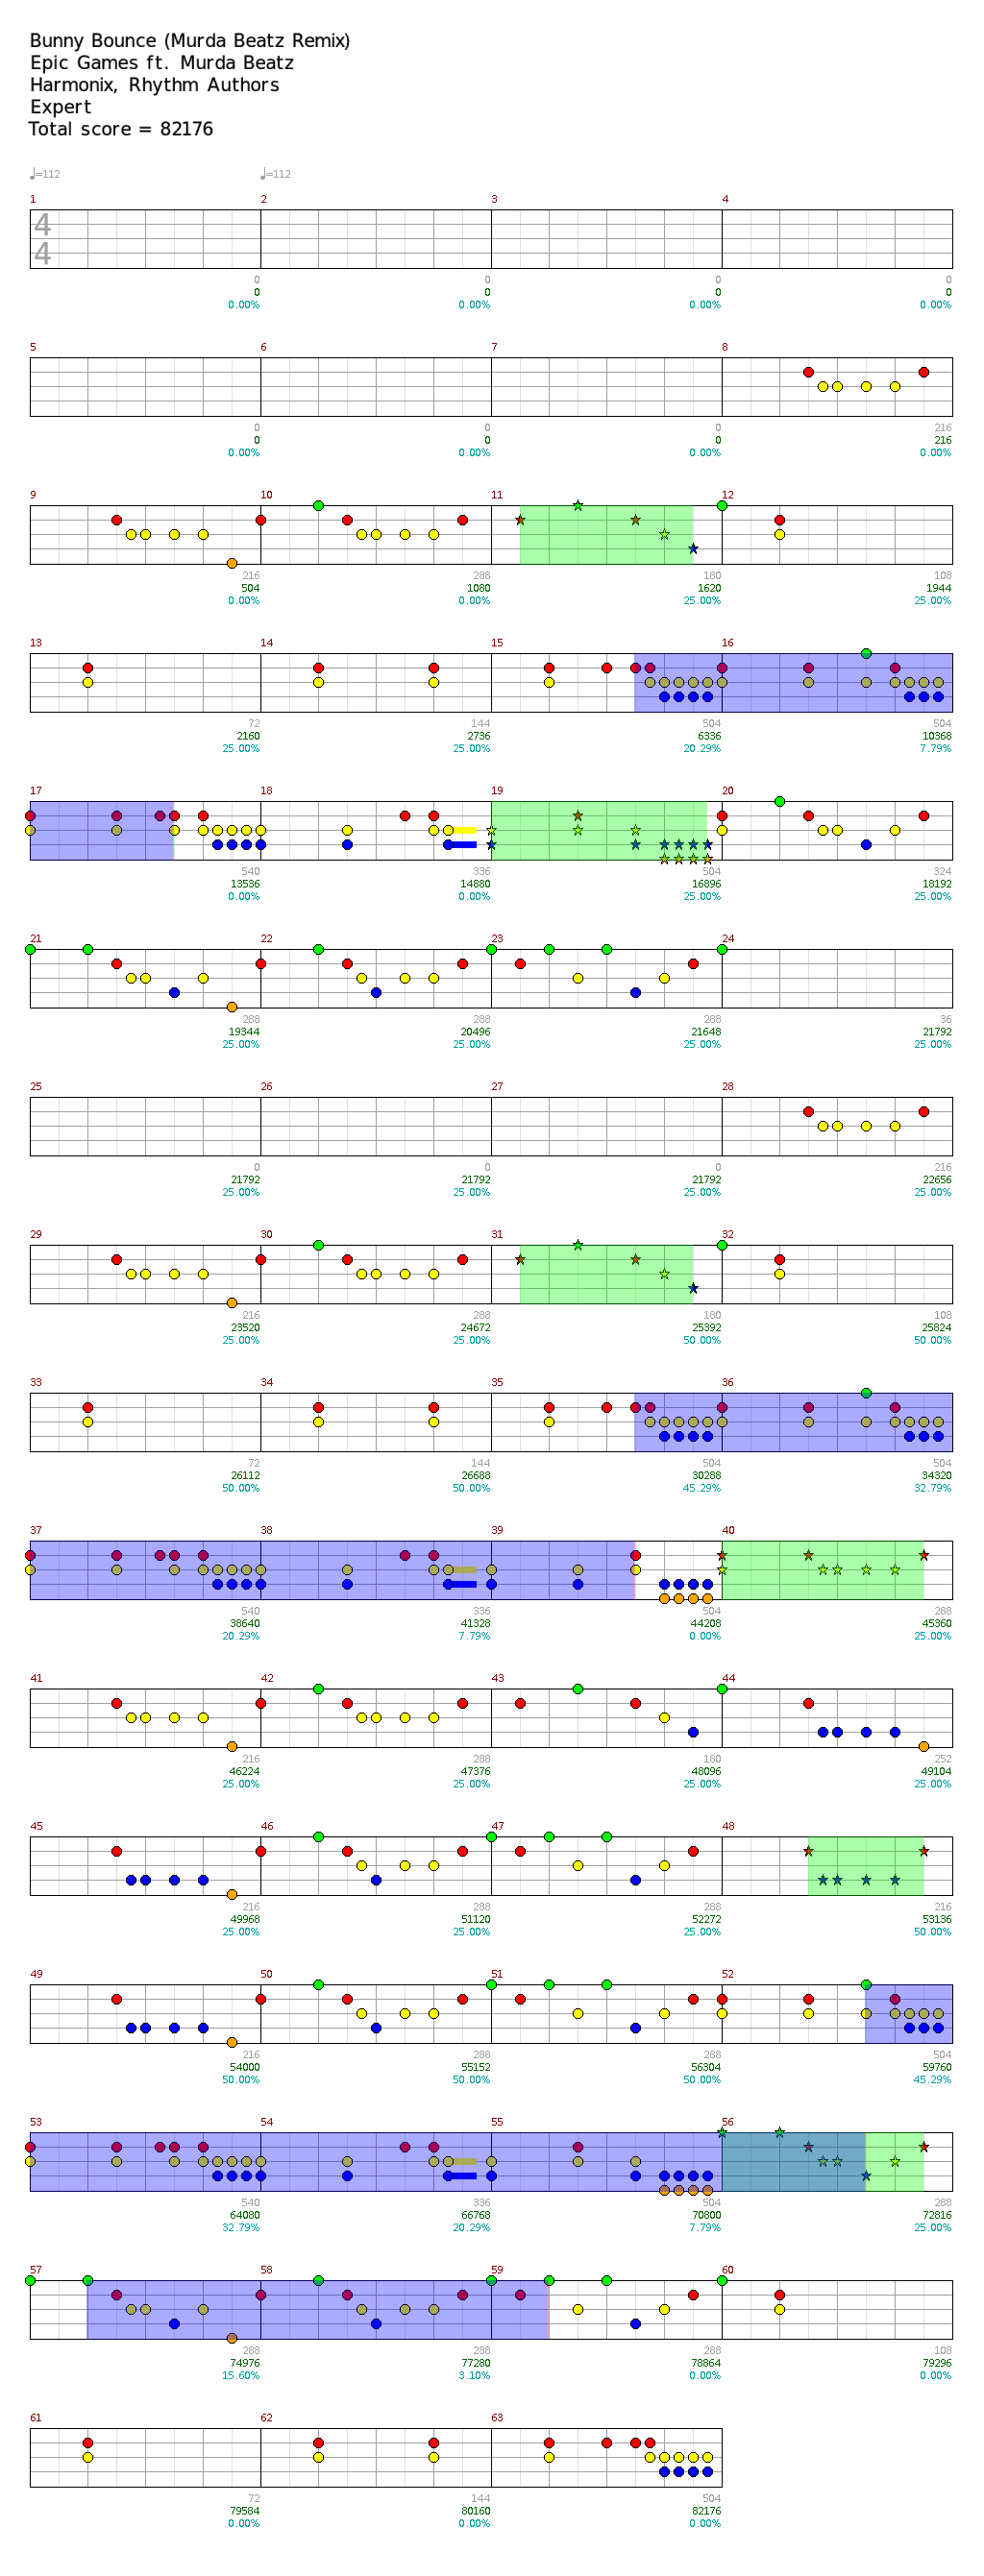 Bunny Bounce (Murda Beatz Remix)
Epic Games ft. Murda Beatz
Harmonix, Rhythm Authors
Expert
Total score = 82176
♩=112 ♩=112
1 2 3 4
4
4
0 0 0 0
0 0 0 0
0.00% 0.00% 0.00% 0.00%
5 6 7 8
0 0 0 216
0 0 0 216
0.00% 0.00% 0.00% 0.00%
9 10 11 12
216 288 180 108
504 1080 1620 1944
0.00% 0.00% 25.00% 25.00%
13 14 15 16
72 144 504 504
2160 2736 6336 10368
25.00% 25.00% 20.29% 7.79%
17 18 19 20
540 336 504 324
13536 14880 16896 18192
0.00% 0.00% 25.00% 25.00%
21 22 23 24
288 288 288 36
19344 20496 21648 21792
25.00% 25.00% 25.00% 25.00%
25 26 27 28
0 0 0 216
21792 21792 21792 22656
25.00% 25.00% 25.00% 25.00%
29 30 31 32
216 288 180 108
23520 24672 25392 25824
25.00% 25.00% 50.00% 50.00%
33 34 35 36
72 144 504 504
26112 26688 30288 34320
50.00% 50.00% 45.29% 32.79%
37 38 39 40
540 336 504 288
38640 41328 44208 45360
20.29% 7.79% 0.00% 25.00%
41 42 43 44
216 288 180 252
46224 47376 48096 49104
25.00% 25.00% 25.00% 25.00%
45 46 47 48
216 288 288 216
49968 51120 52272 53136
25.00% 25.00% 25.00% 50.00%
49 50 51 52
216 288 288 504
54000 55152 56304 59760
50.00% 50.00% 50.00% 45.29%
53 54 55 56
540 336 504 288
64080 66768 70800 72816
32.79% 20.29% 7.79% 25.00%
57 58 59 60
288 288 288 108
74976 77280 78864 79296
15.60% 3.10% 0.00% 0.00%
61 62 63
72 144 504
79584 80160 82176
0.00% 0.00% 0.00%